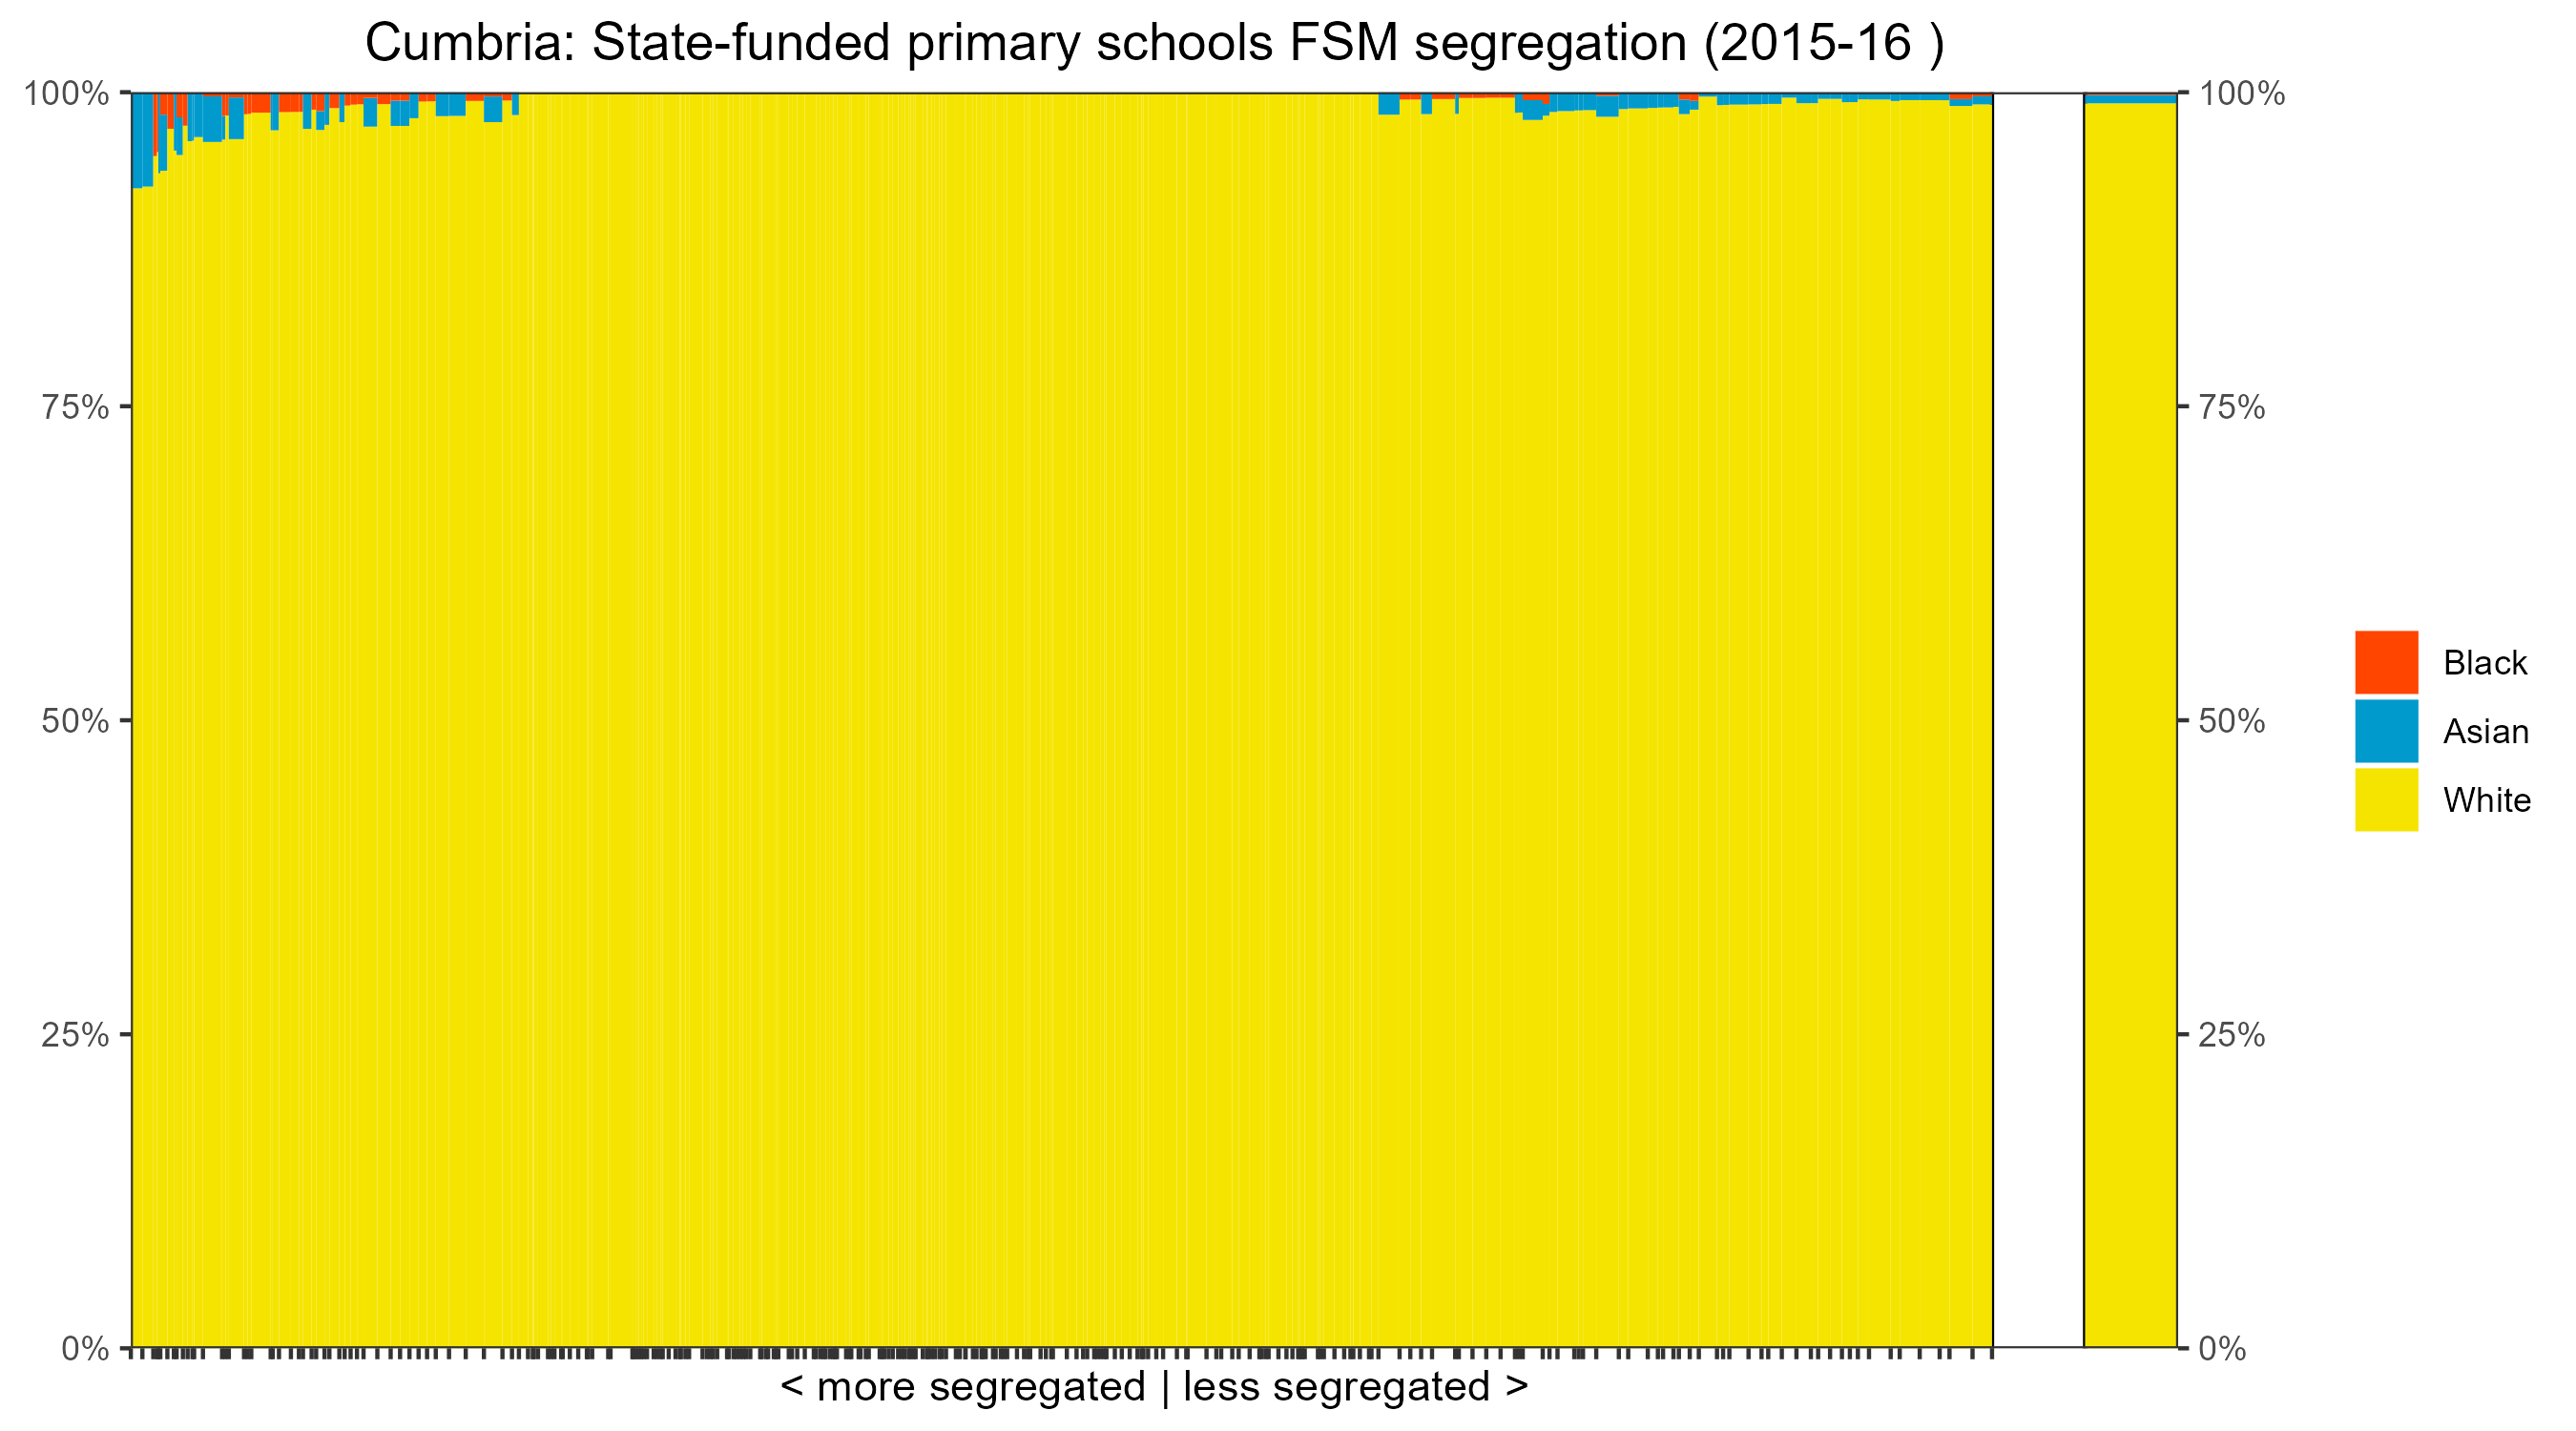 Cumbria: State-funded primary schools FSM segregation (2015-16 )
100%
75%
50%
25%
0%
100%
75%
50%
25%
0%
Black
Asian
White
< more segregated | less segregated >